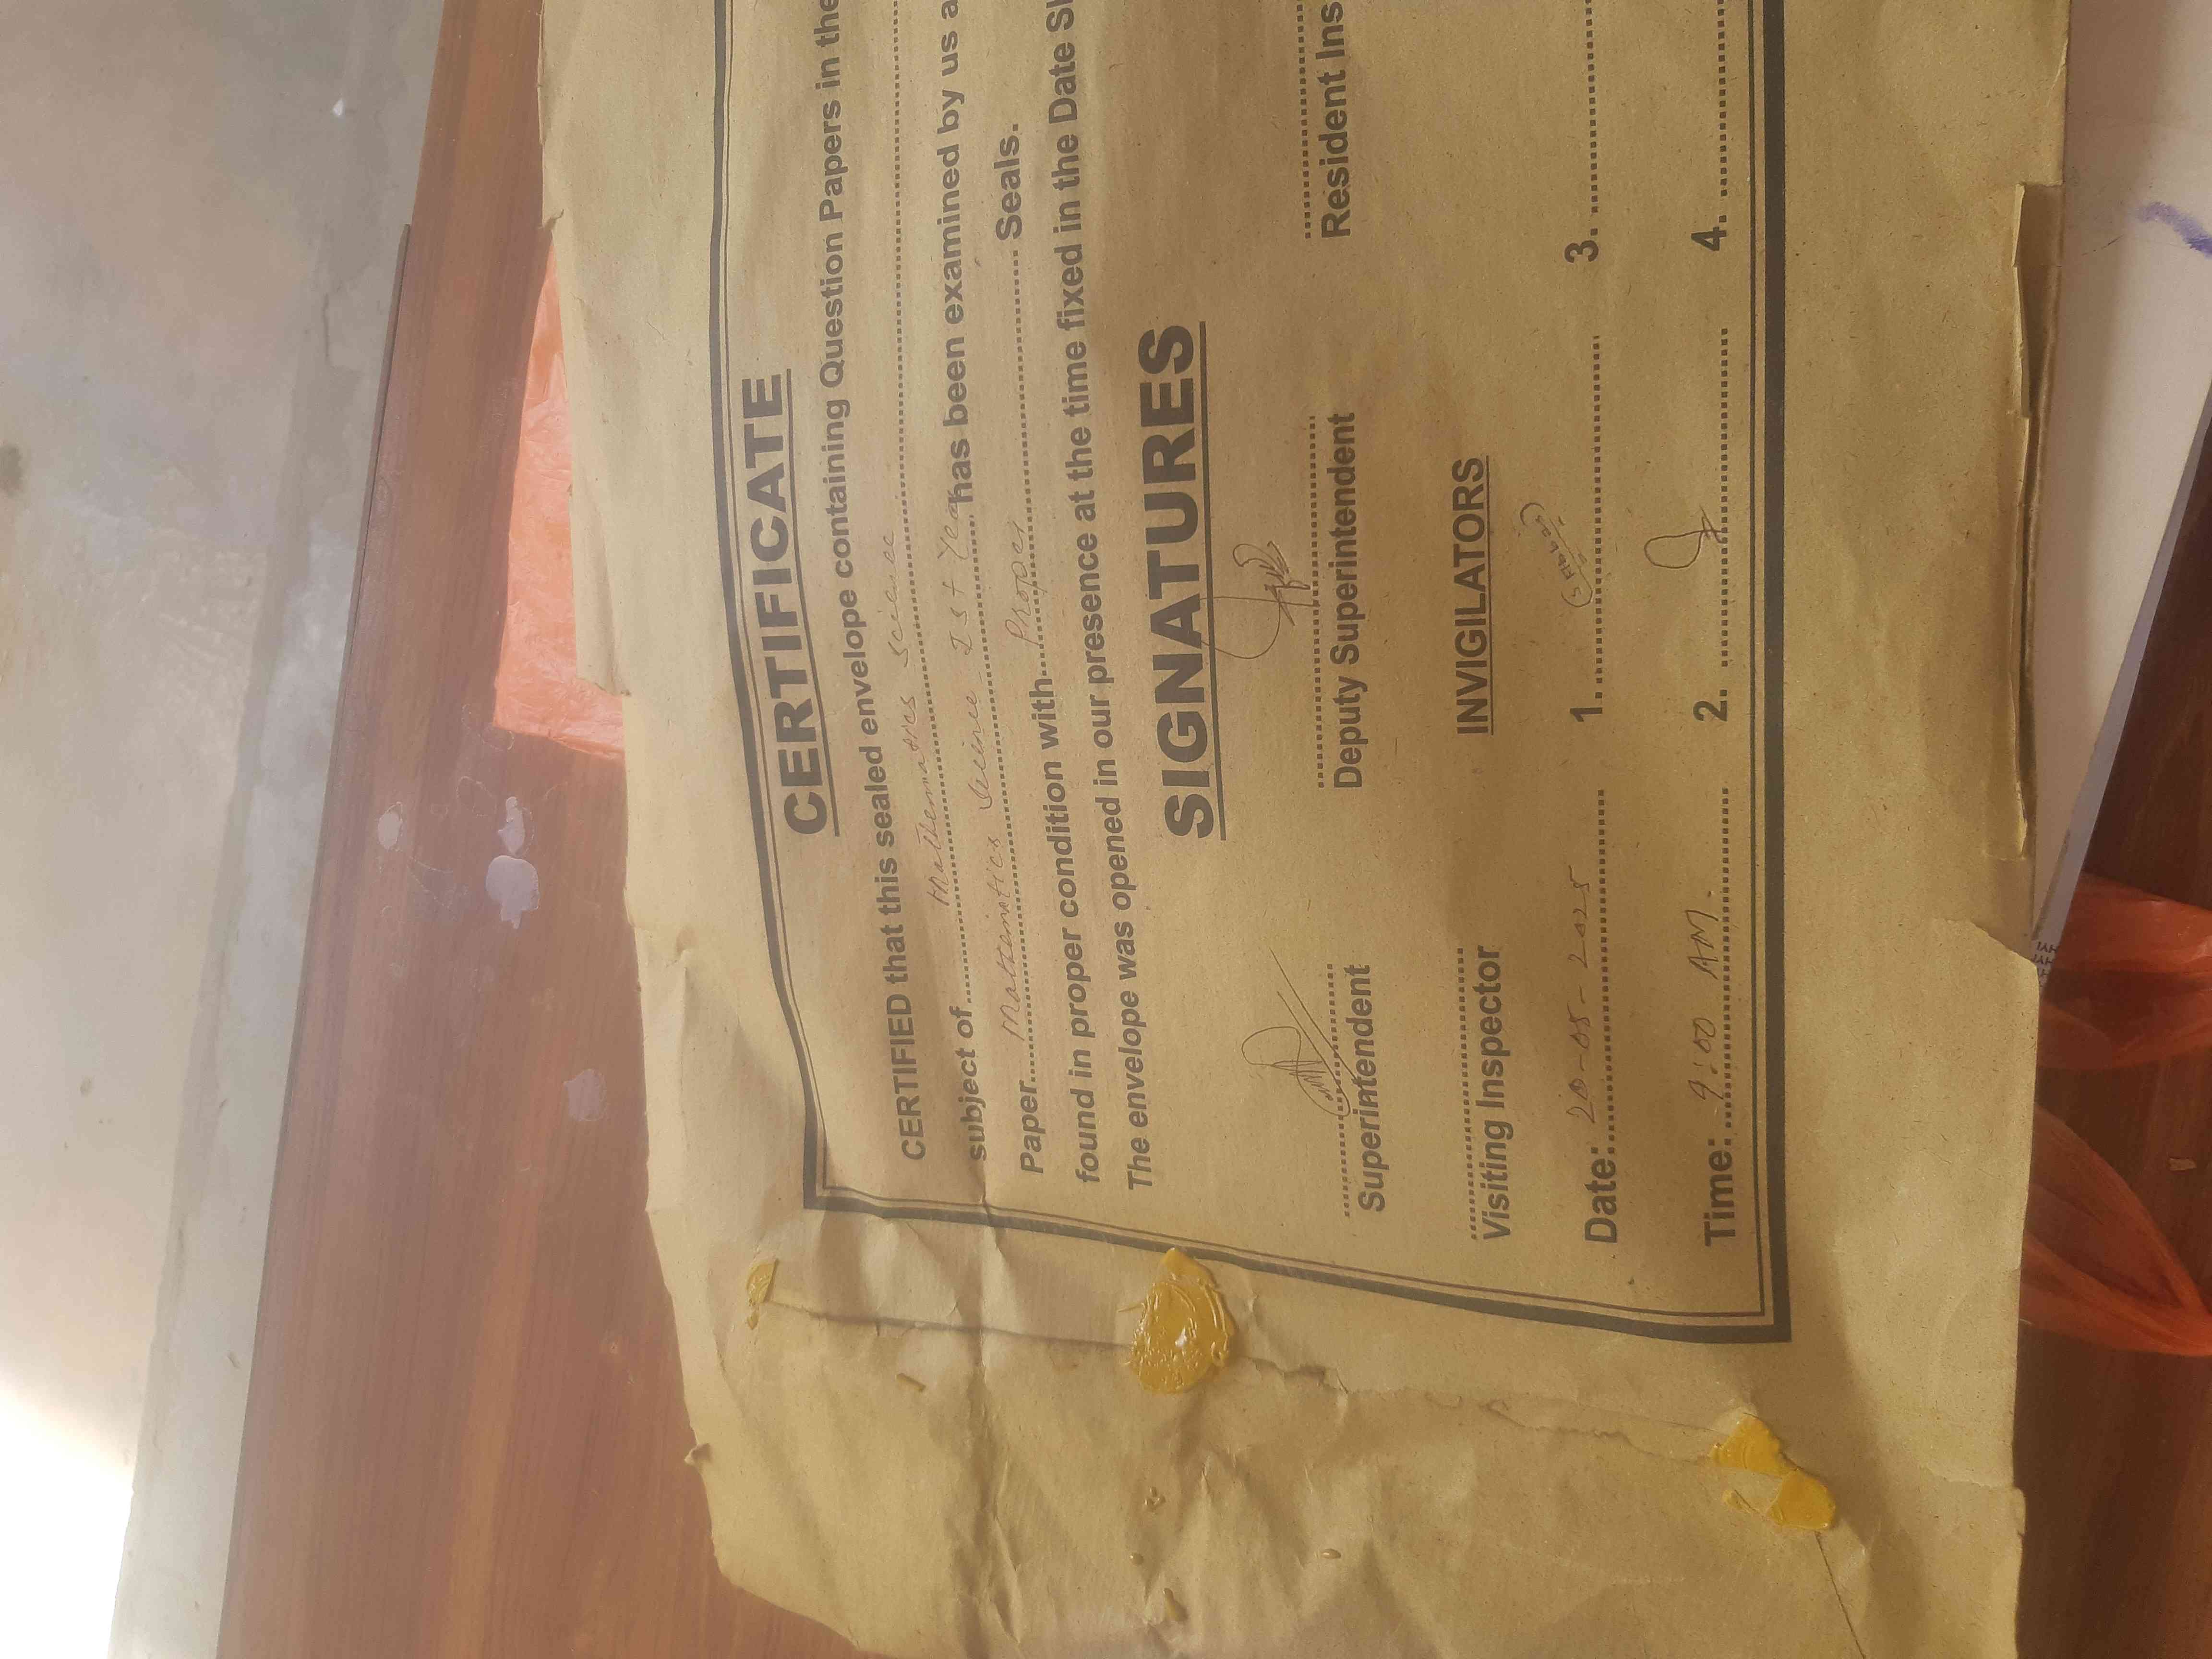 CERTIFICATE
CERTIFIED that this sealed envelope containing Question Papers in the
subject of......Mathermatics Science......
Paper.....Mathematics Science Ist Year has been examined by us a
found in proper condition with.....Proper..... Seals.
The envelope was opened in our presence at the time fixed in the Date Sh
SIGNATURES
Superintendent
Deputy Superintendent
Resident Ins
Visiting Inspector
INVIGILATORS
Date: 20-05-2025
1.
3.
Time: 9:00 AM.
2.
4.